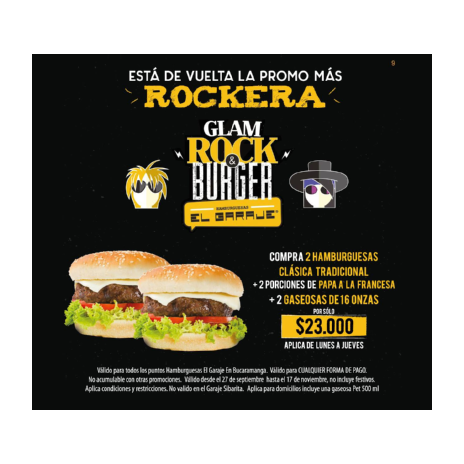 9
ESTÁ DE VUELTA LA PROMO MÁS
ROCKERA
GLAM
ROCK
& BURGER
HAMBURGUESAS
EL GARAJE
COMPRA 2 HAMBURGUESAS
CLÁSICA TRADICIONAL
+ 2 PORCIONES DE PAPA A LA FRANCESA
+ 2 GASEOSAS DE 16 ONZAS
POR SÓLO
$23.000
APLICA DE LUNES A JUEVES
Válido para todos los puntos Hamburguesas El Garaje En Bucaramanga. Válido para CUALQUIER FORMA DE PAGO.
No acumulable con otras promociones. Válido desde el 27 de septiembre hasta el 17 de noviembre, no incluye festivos.
Aplica condiciones y restricciones. No valido en el Garaje Sibarita. Aplica para domicilios incluye una gaseosa Pet 500 ml